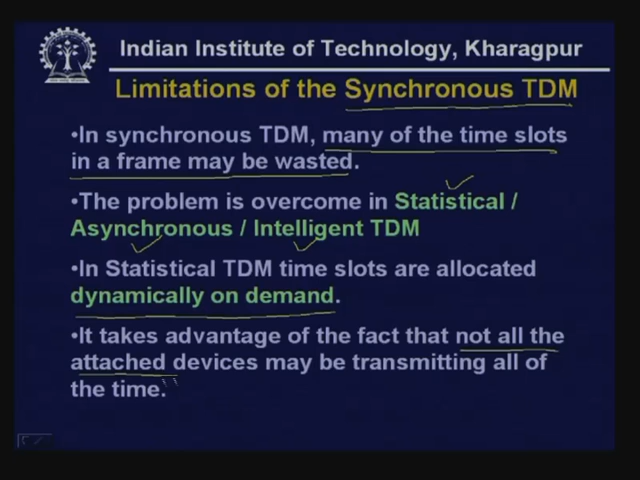 Indian Institute of Technology, Kharagpur
Limitations of the Synchronous TDM
•In synchronous TDM, many of the time slots
in a frame may be wasted.
•The problem is overcome in Statistical /
Asynchronous / Intelligent TDM
•In Statistical TDM time slots are allocated
dynamically on demand.
•It takes advantage of the fact that not all the
attached devices may be transmitting all of
the time.